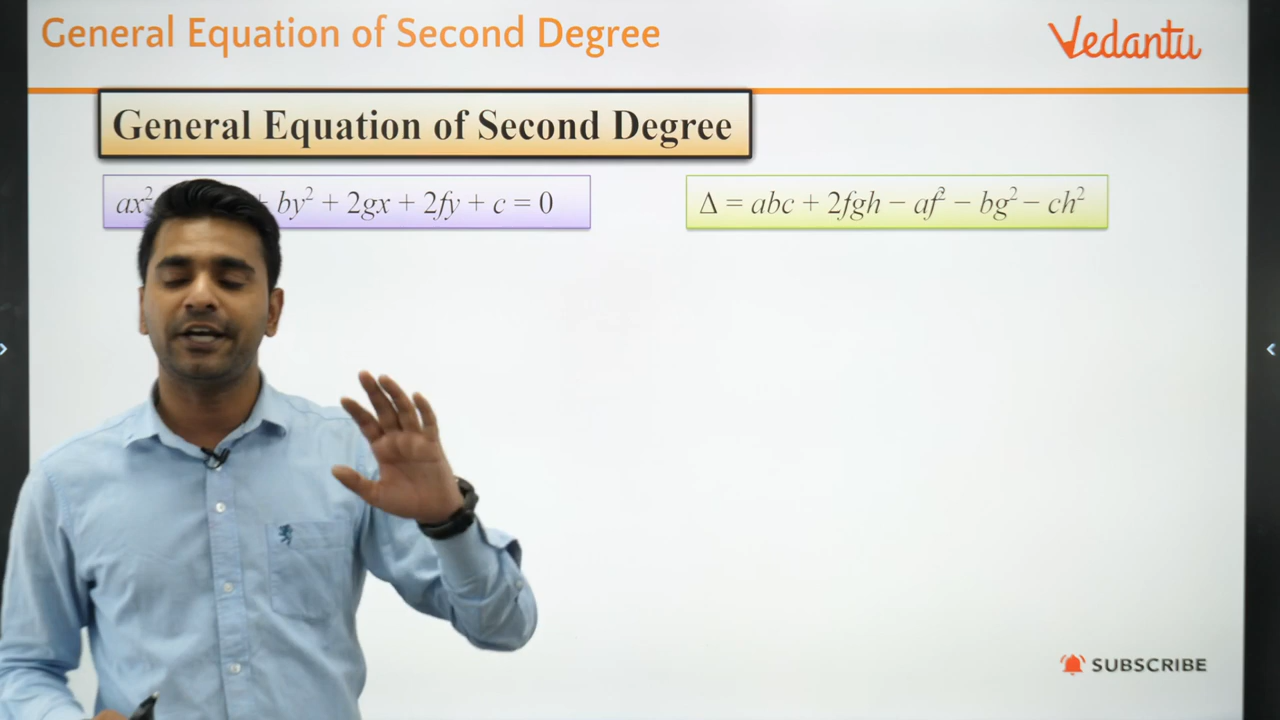 General Equation of Second Degree
Vedantu
General Equation of Second Degree
ax² + by² + 2gx + 2fy + c = 0
Δ = abc + 2fgh − af² − bg² − ch²
SUBSCRIBE